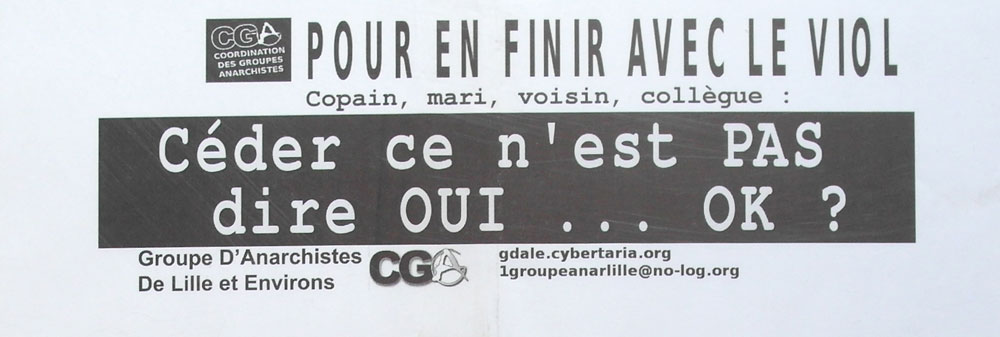 CGA
COORDINATION
DES GROUPES
ANARCHISTES
POUR EN FINIR AVEC LE VIOL
Copain, mari, voisin, collègue :
Céder ce n'est PAS
dire OUI ... OK ?
Groupe D'Anarchistes
De Lille et Environs
CGA
gdale.cybertaria.org
1groupeanarlille@no-log.org